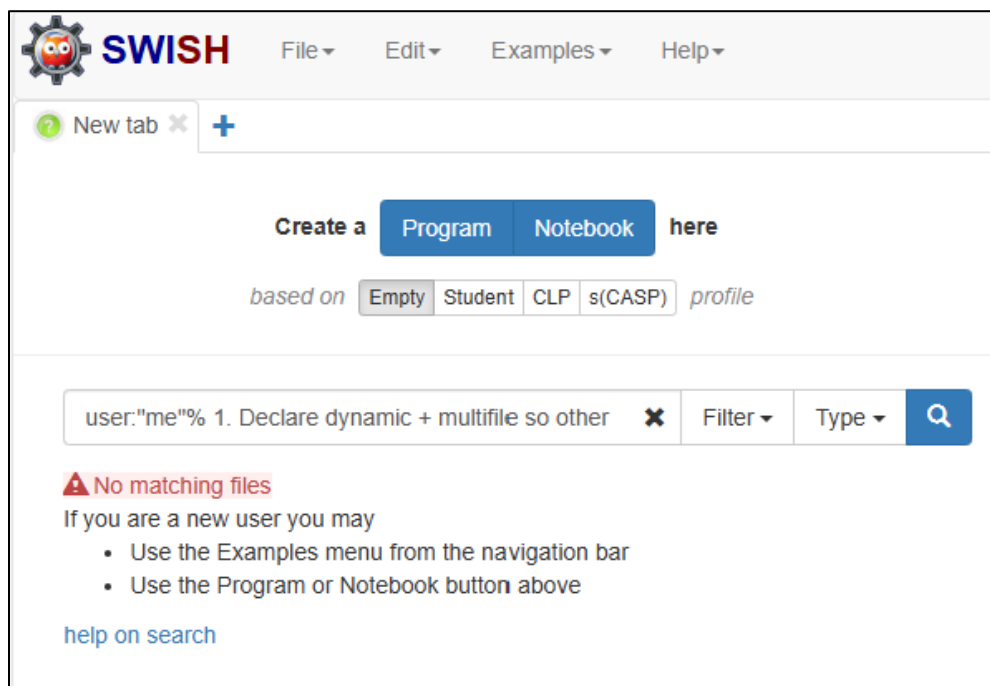 SWISH File Edit Examples Help
New tab
Create a Program Notebook here
based on Empty Student CLP s(CASP) profile
user:"me"% 1. Declare dynamic + multifile so other Filter Type
No matching files
If you are a new user you may
• Use the Examples menu from the navigation bar
• Use the Program or Notebook button above
help on search